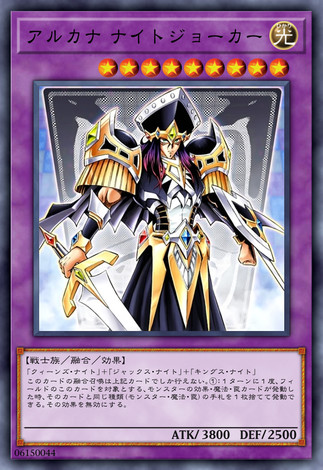 アルカナ ナイトジョーカー
光
【戦士族/融合/効果】
「クィーンズ・ナイト」+「ジャックス・ナイト」+「キングス・ナイト」
このカードの融合召喚は上記カードでしか行えない。①:1ターンに1度、フィ
ールドのこのカードを対象とする、モンスターの効果・魔法・罠カードが発動し
た時、そのカードと同じ種類(モンスター・魔法・罠)の手札を1枚捨てて発動で
きる。その効果を無効にする。
ATK/ 3800 DEF/2500
06150044